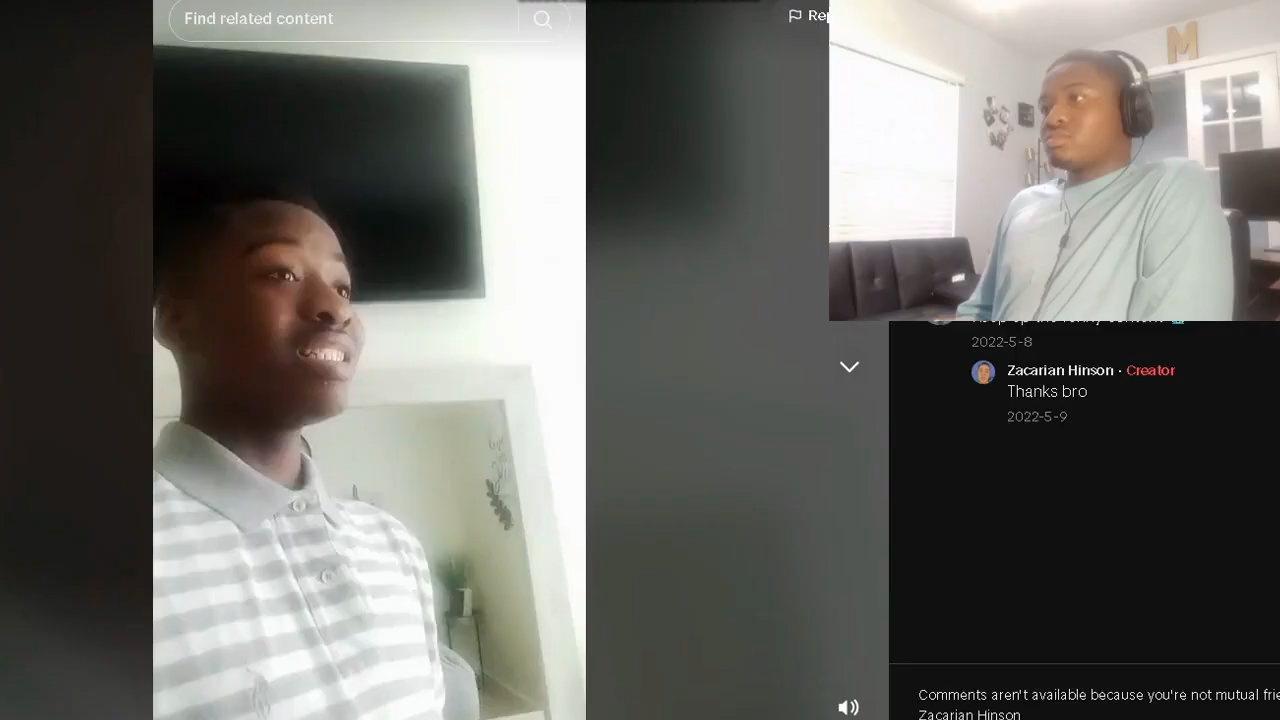 Find related content
Rep
M
2022-5-8
Zacarian Hinson · Creator
Thanks bro
2022-5-9
Comments aren't available because you're not mutual frie
Zacarian Hinson